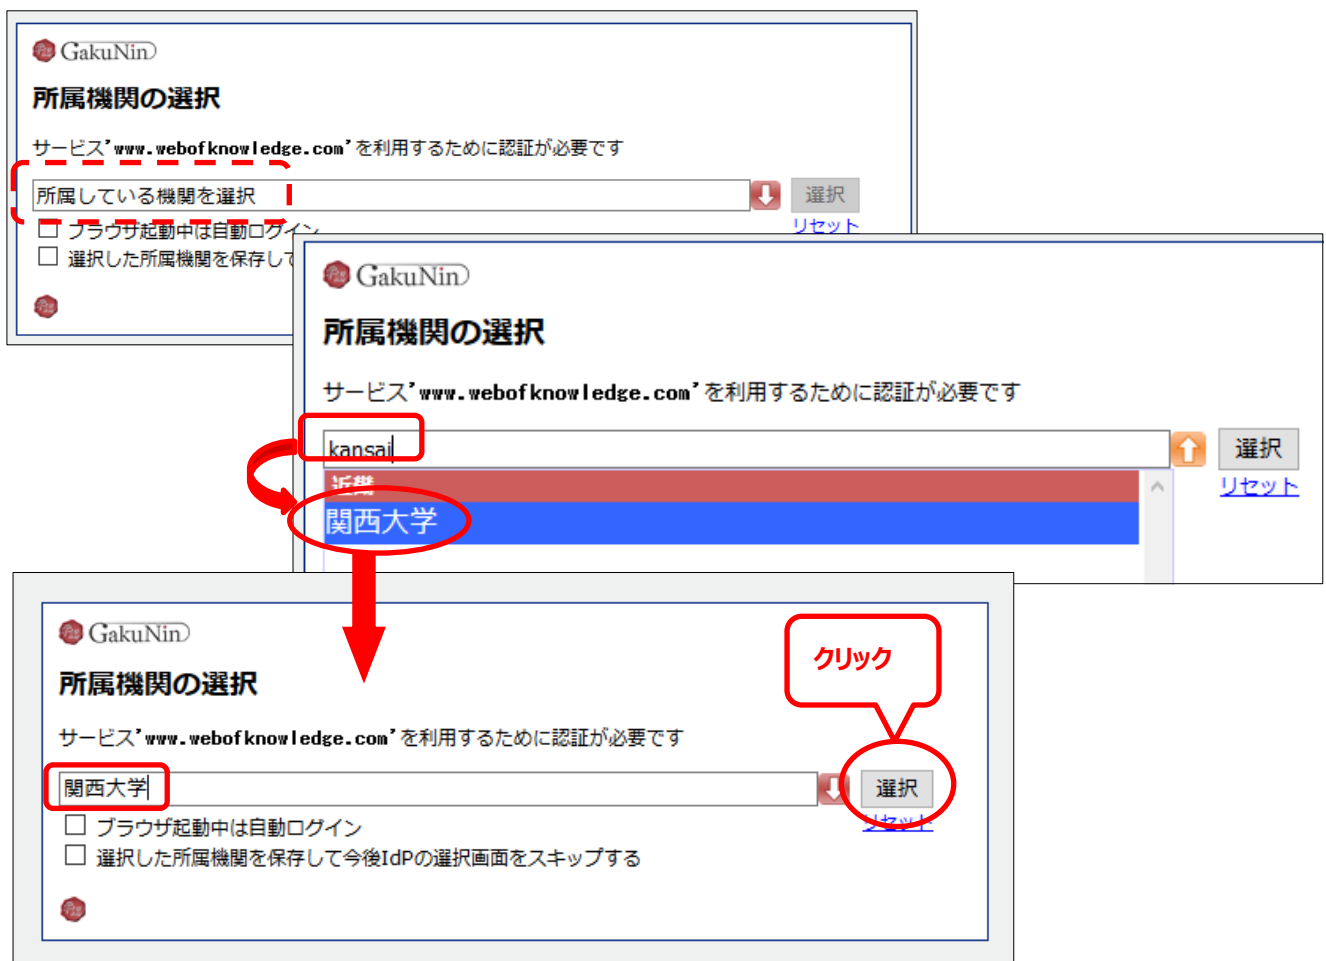 GakuNin
所属機関の選択
サービス'www.webofknowledge.com'を利用するために認証が必要です
所属している機関を選択
選択
リセット
ブラウザ起動中は自動ログイン
選択した所属機関を保存して
GakuNin
所属機関の選択
サービス'www.webofknowledge.com'を利用するために認証が必要です
kansai
選択
リセット
近畿
関西大学
GakuNin
所属機関の選択
クリック
サービス'www.webofknowledge.com'を利用するために認証が必要です
関西大学
選択
リセット
ブラウザ起動中は自動ログイン
選択した所属機関を保存して今後IdPの選択画面をスキップする